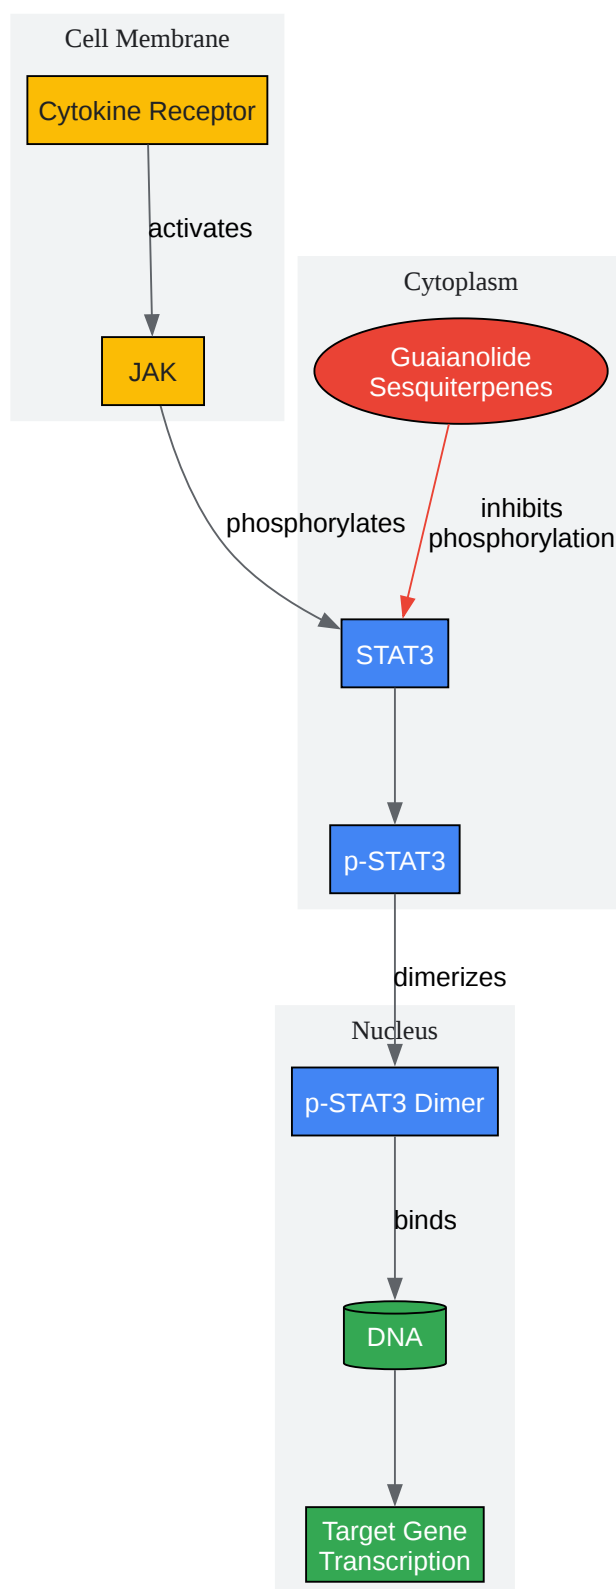 Cell Membrane
Cytokine Receptor
activates
Cytoplasm
Guaianolide
Sesquiterpenes
JAK
phosphorylates
inhibits
phosphorylation
STAT3
p-STAT3
dimerizes
Nucleus
p-STAT3 Dimer
binds
DNA
Target Gene
Transcription